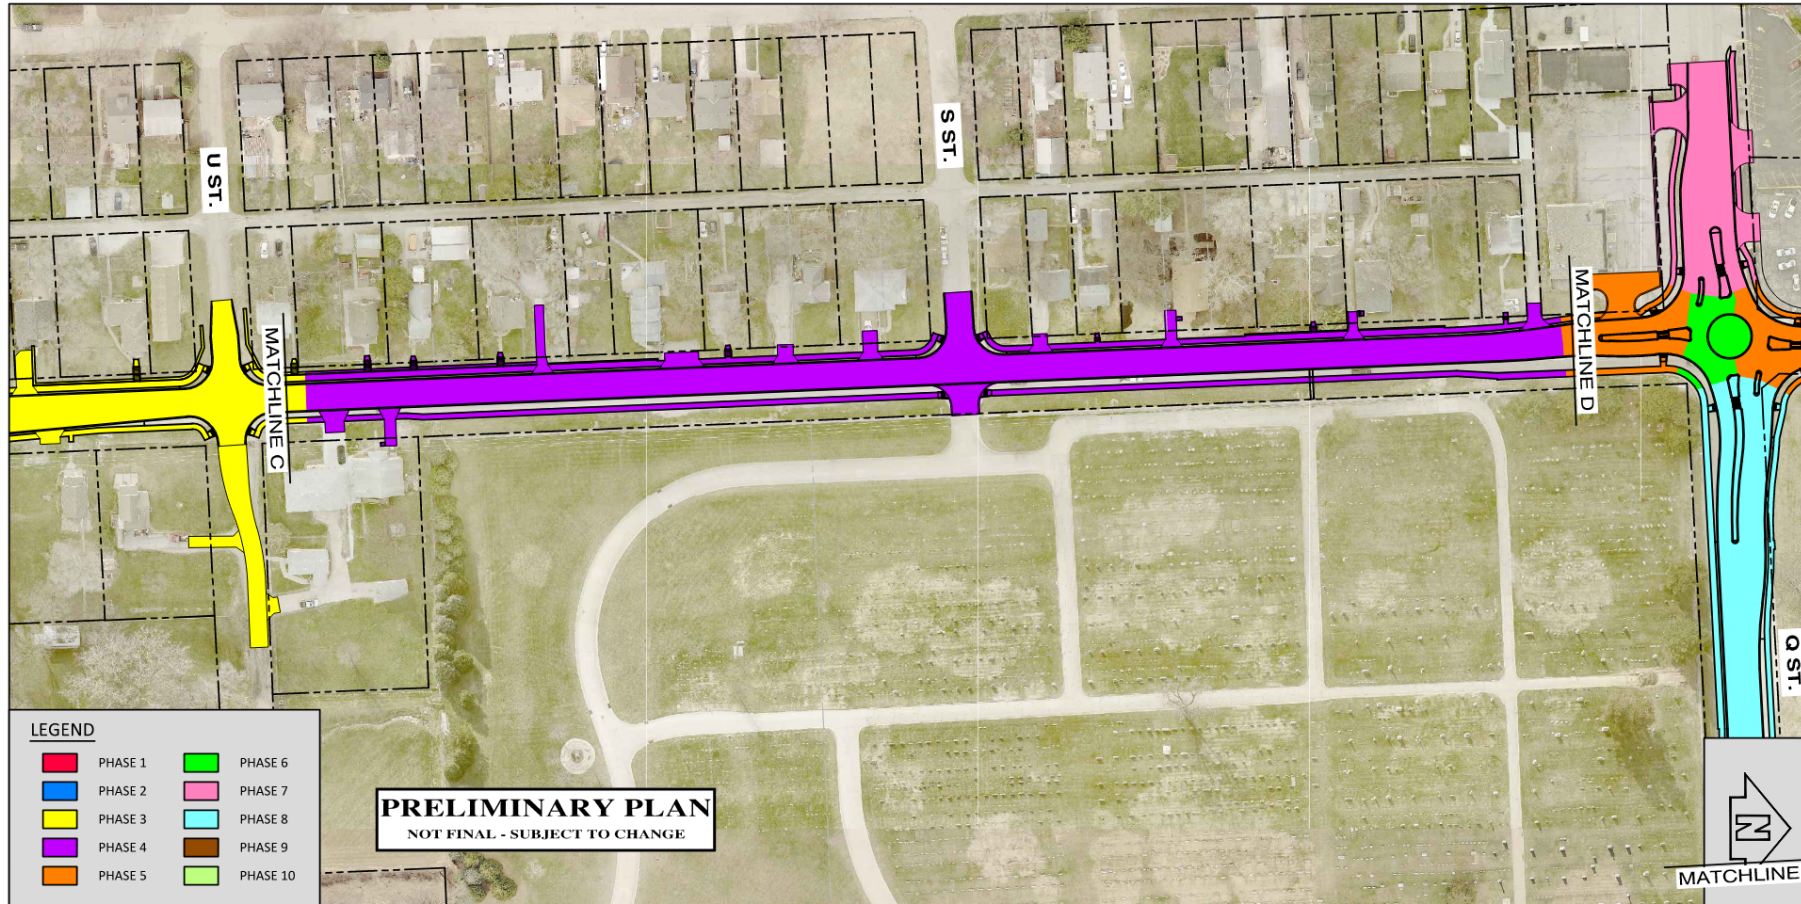 U ST.
S ST.
MATCHLINE C
MATCHLINE D
Q ST.
LEGEND
PHASE 1
PHASE 2
PHASE 3
PHASE 4
PHASE 5
PHASE 6
PHASE 7
PHASE 8
PHASE 9
PHASE 10
PRELIMINARY PLAN
NOT FINAL - SUBJECT TO CHANGE
N
MATCHLINE